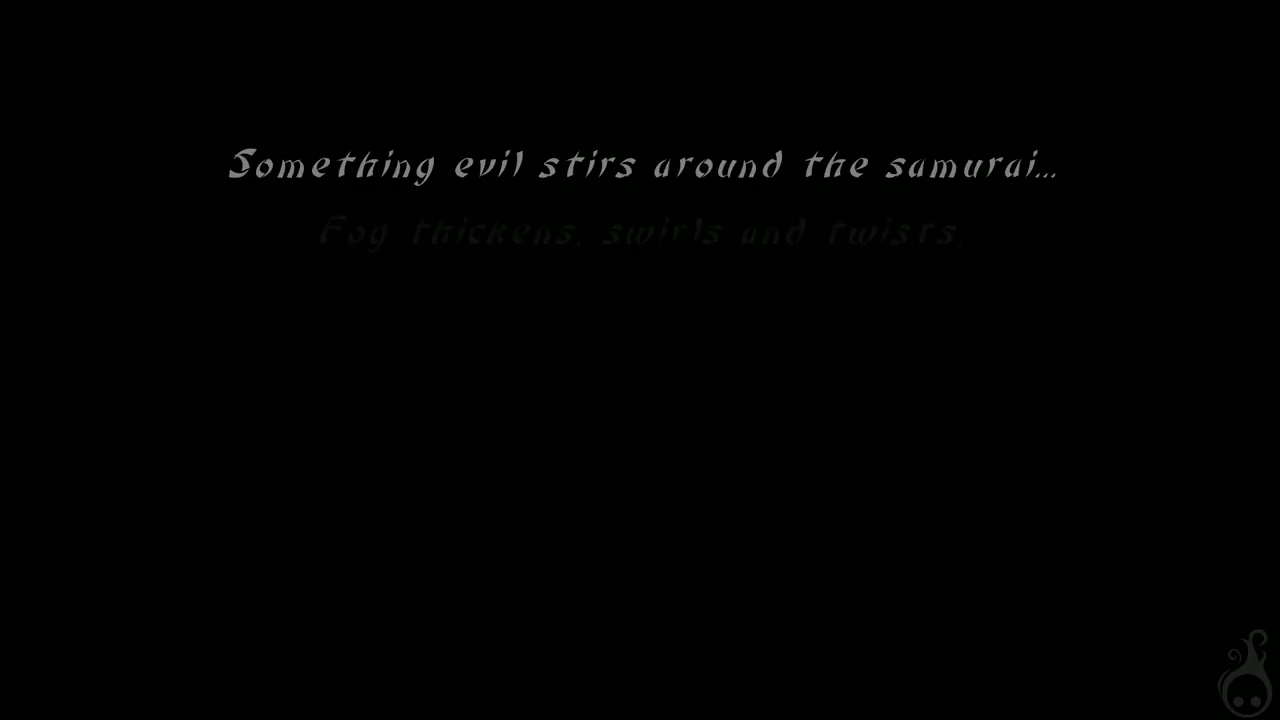 Something evil stirs around the samurai...
Fog thickens, swirls and twists,